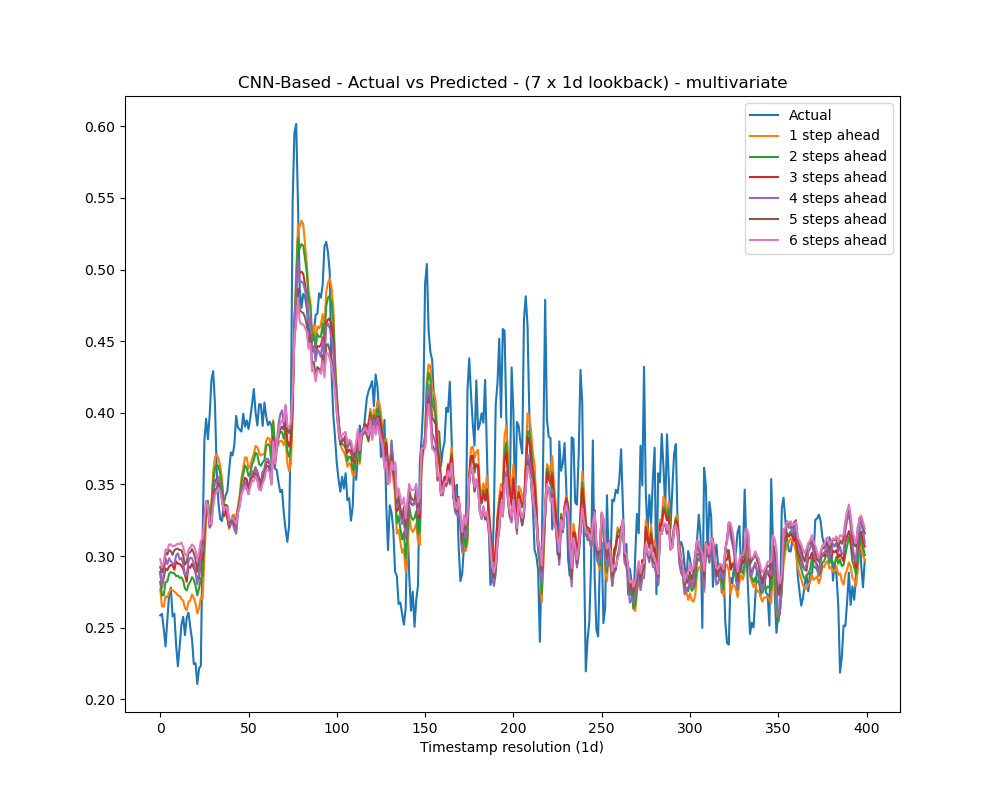 CNN-Based - Actual vs Predicted - (7 x 1d lookback) - multivariate
Actual
1 step ahead
2 steps ahead
3 steps ahead
4 steps ahead
5 steps ahead
6 steps ahead
0.60
0.55
0.50
0.45
0.40
0.35
0.30
0.25
0.20
0 50 100 150 200 250 300 350 400
Timestamp resolution (1d)